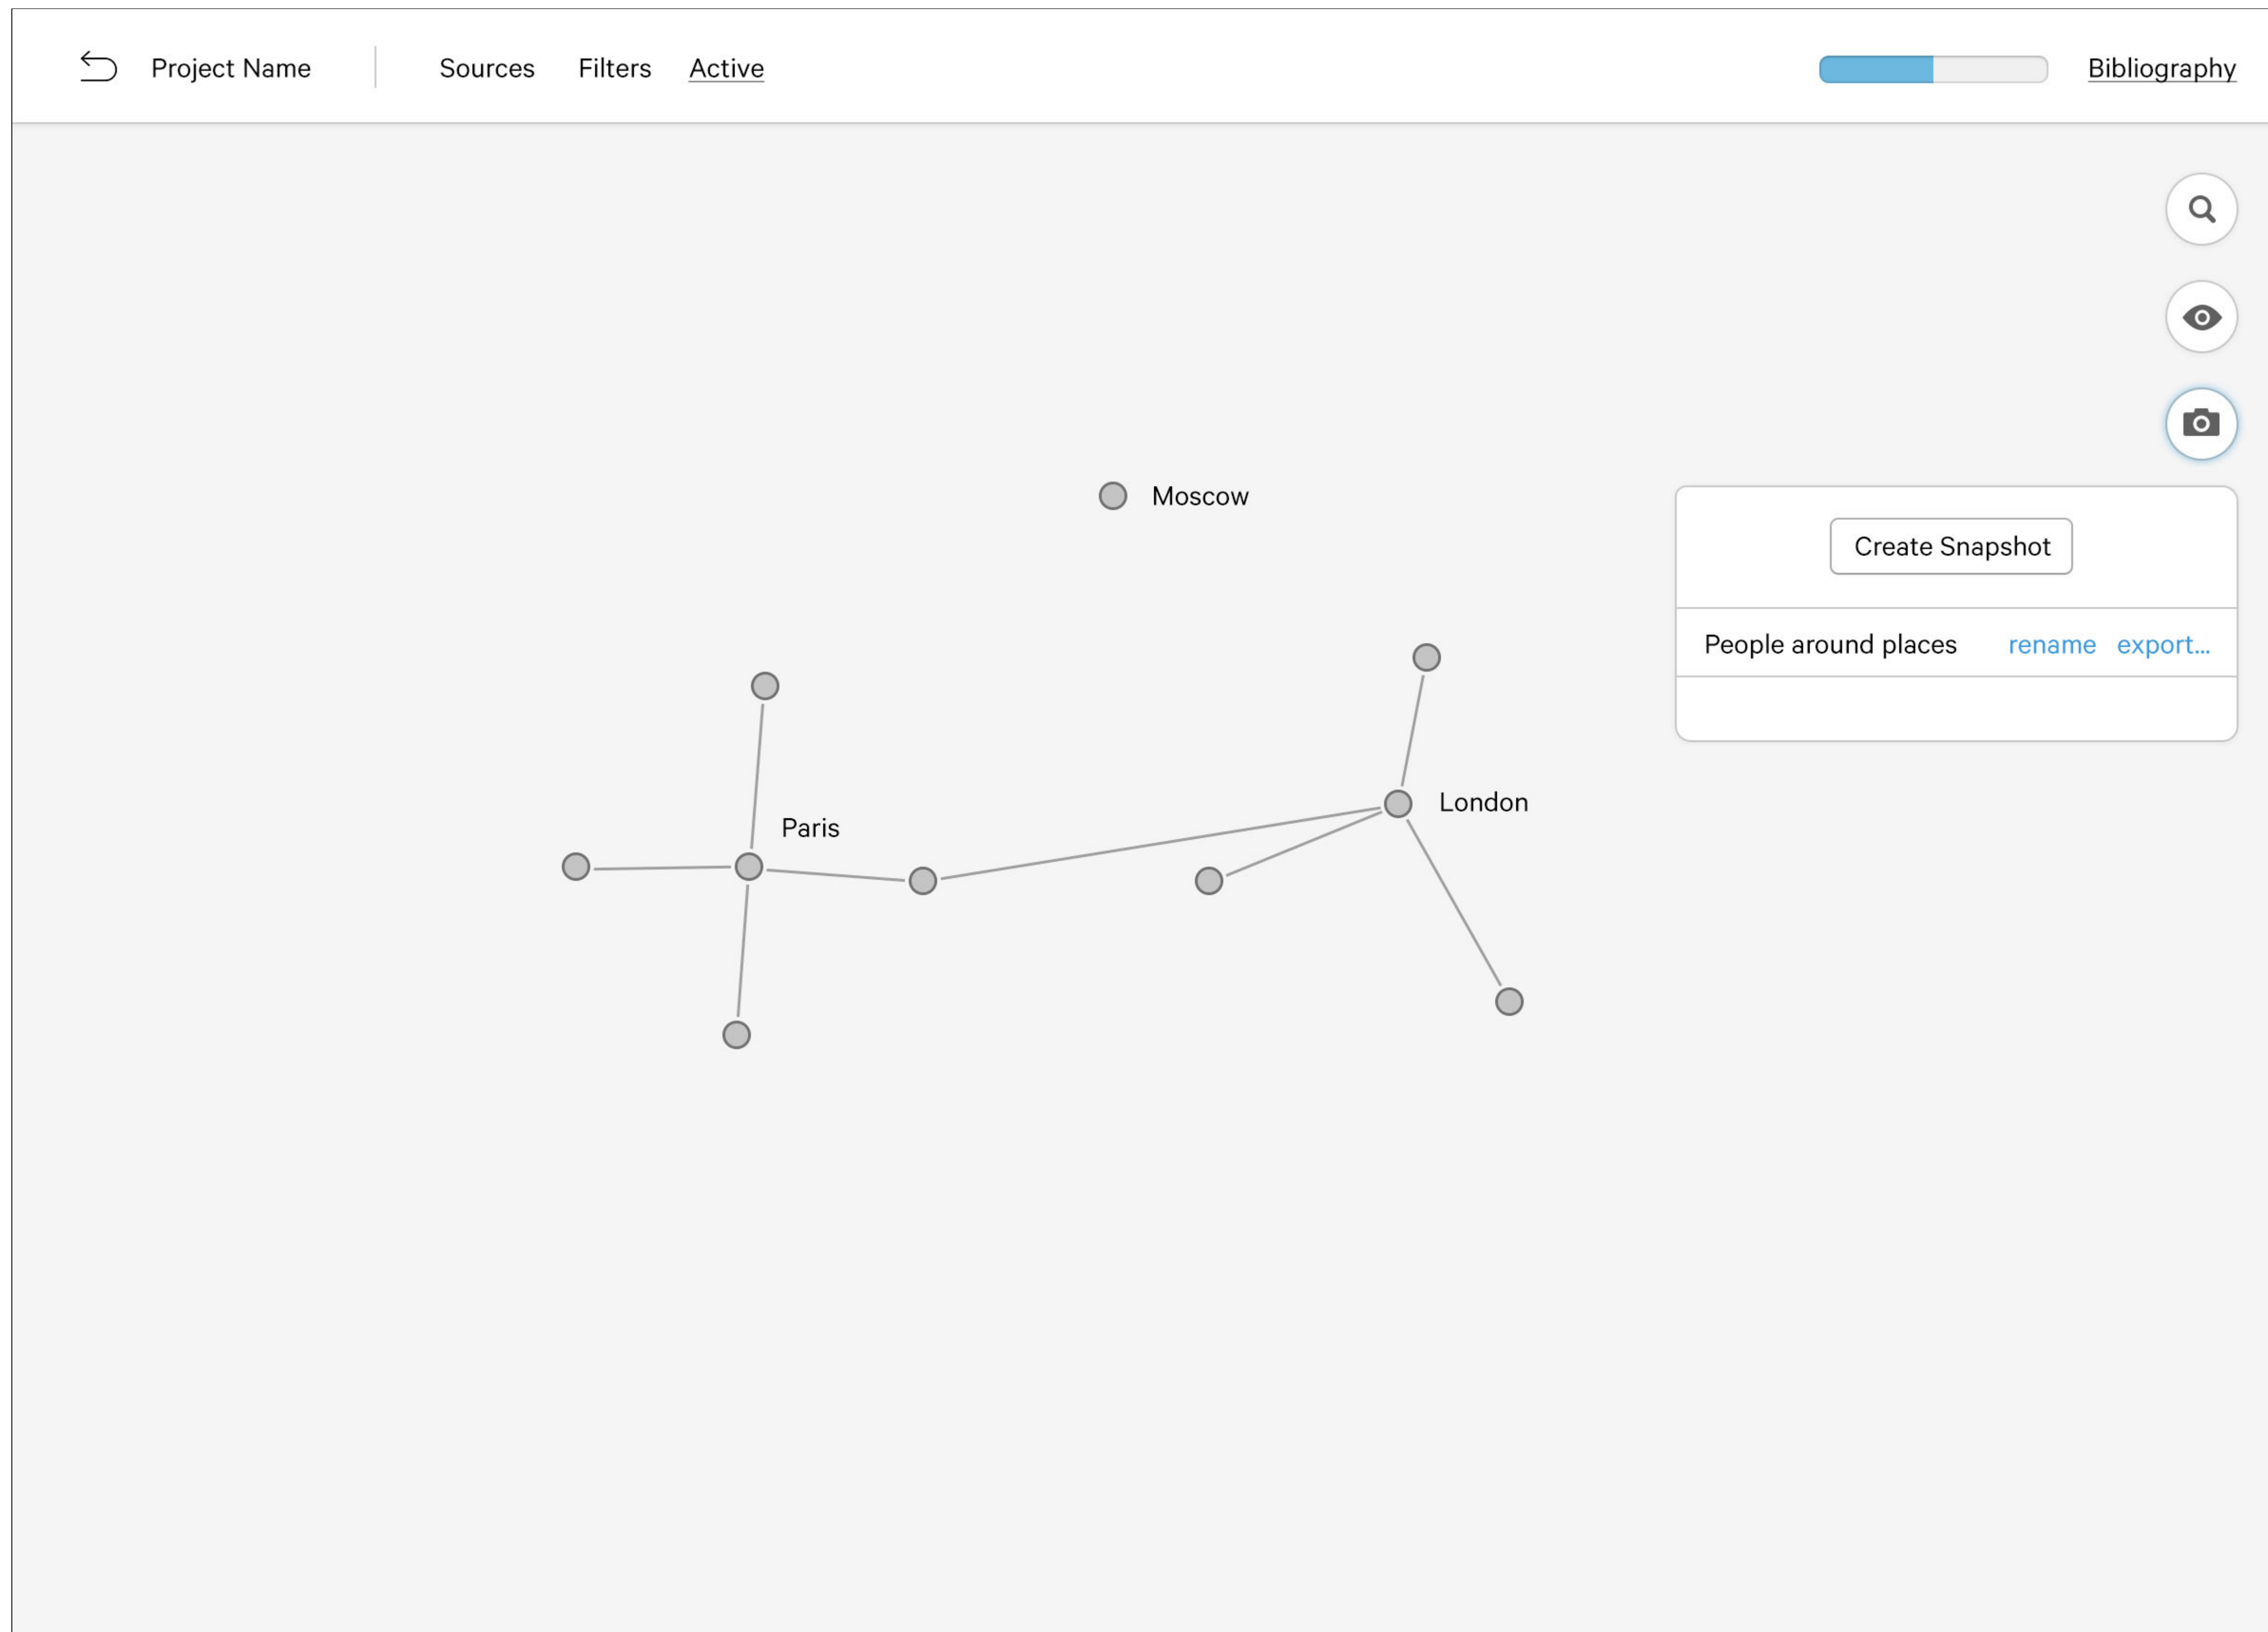 Project Name
Sources
Filters
Active
Bibliography
Moscow
Create Snapshot
People around places rename export...
London
Paris